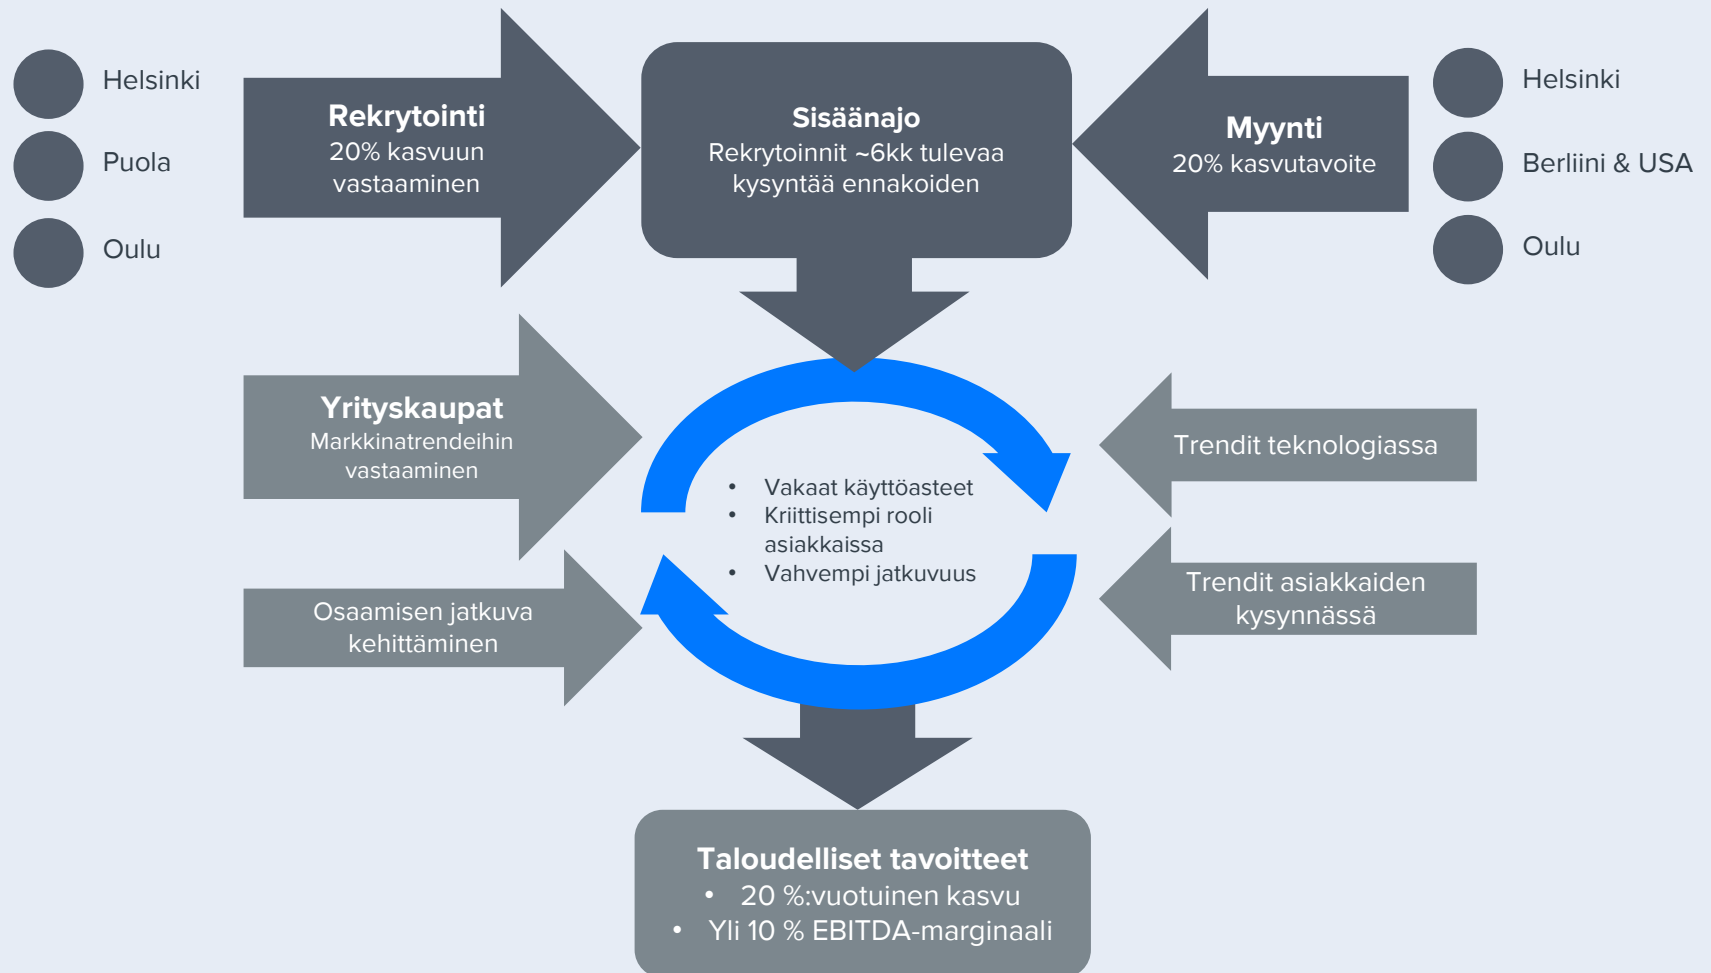 Helsinki
Puola
Oulu
Rekrytointi
20% kasvuun
vastaaminen
Sisäänajo
Rekrytoinnit ~6kk tulevaa
kysyntää ennakoiden
Myynti
20% kasvutavoite
Helsinki
Berliini & USA
Oulu
Yrityskaupat
Markkinatrendeihin
vastaaminen
Osaamisen jatkuva
kehittäminen
• Vakaat käyttöasteet
• Kriittisempi rooli
asiakkaissa
• Vahvempi jatkuvuus
Trendit teknologiassa
Trendit asiakkaiden
kysynnässä
Taloudelliset tavoitteet
• 20 %:vuotuinen kasvu
• Yli 10 % EBITDA-marginaali